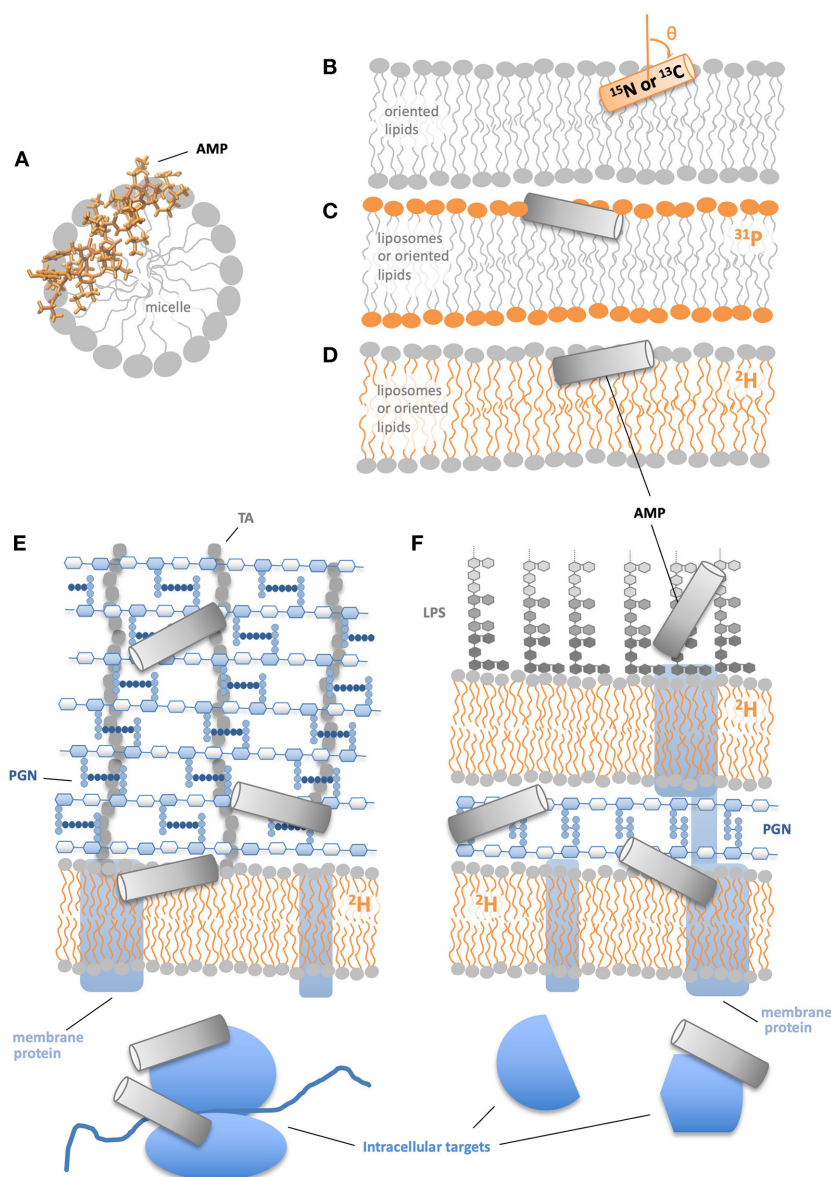 A
AMP
micelle
B
θ
¹⁵N or ¹³C
oriented
lipids
C
liposomes
or oriented
lipids
³¹P
D
liposomes
or oriented
lipids
²H
AMP
E
TA
PGN
²H
membrane
protein
F
LPS
²H
PGN
²H
membrane
protein
Intracellular targets